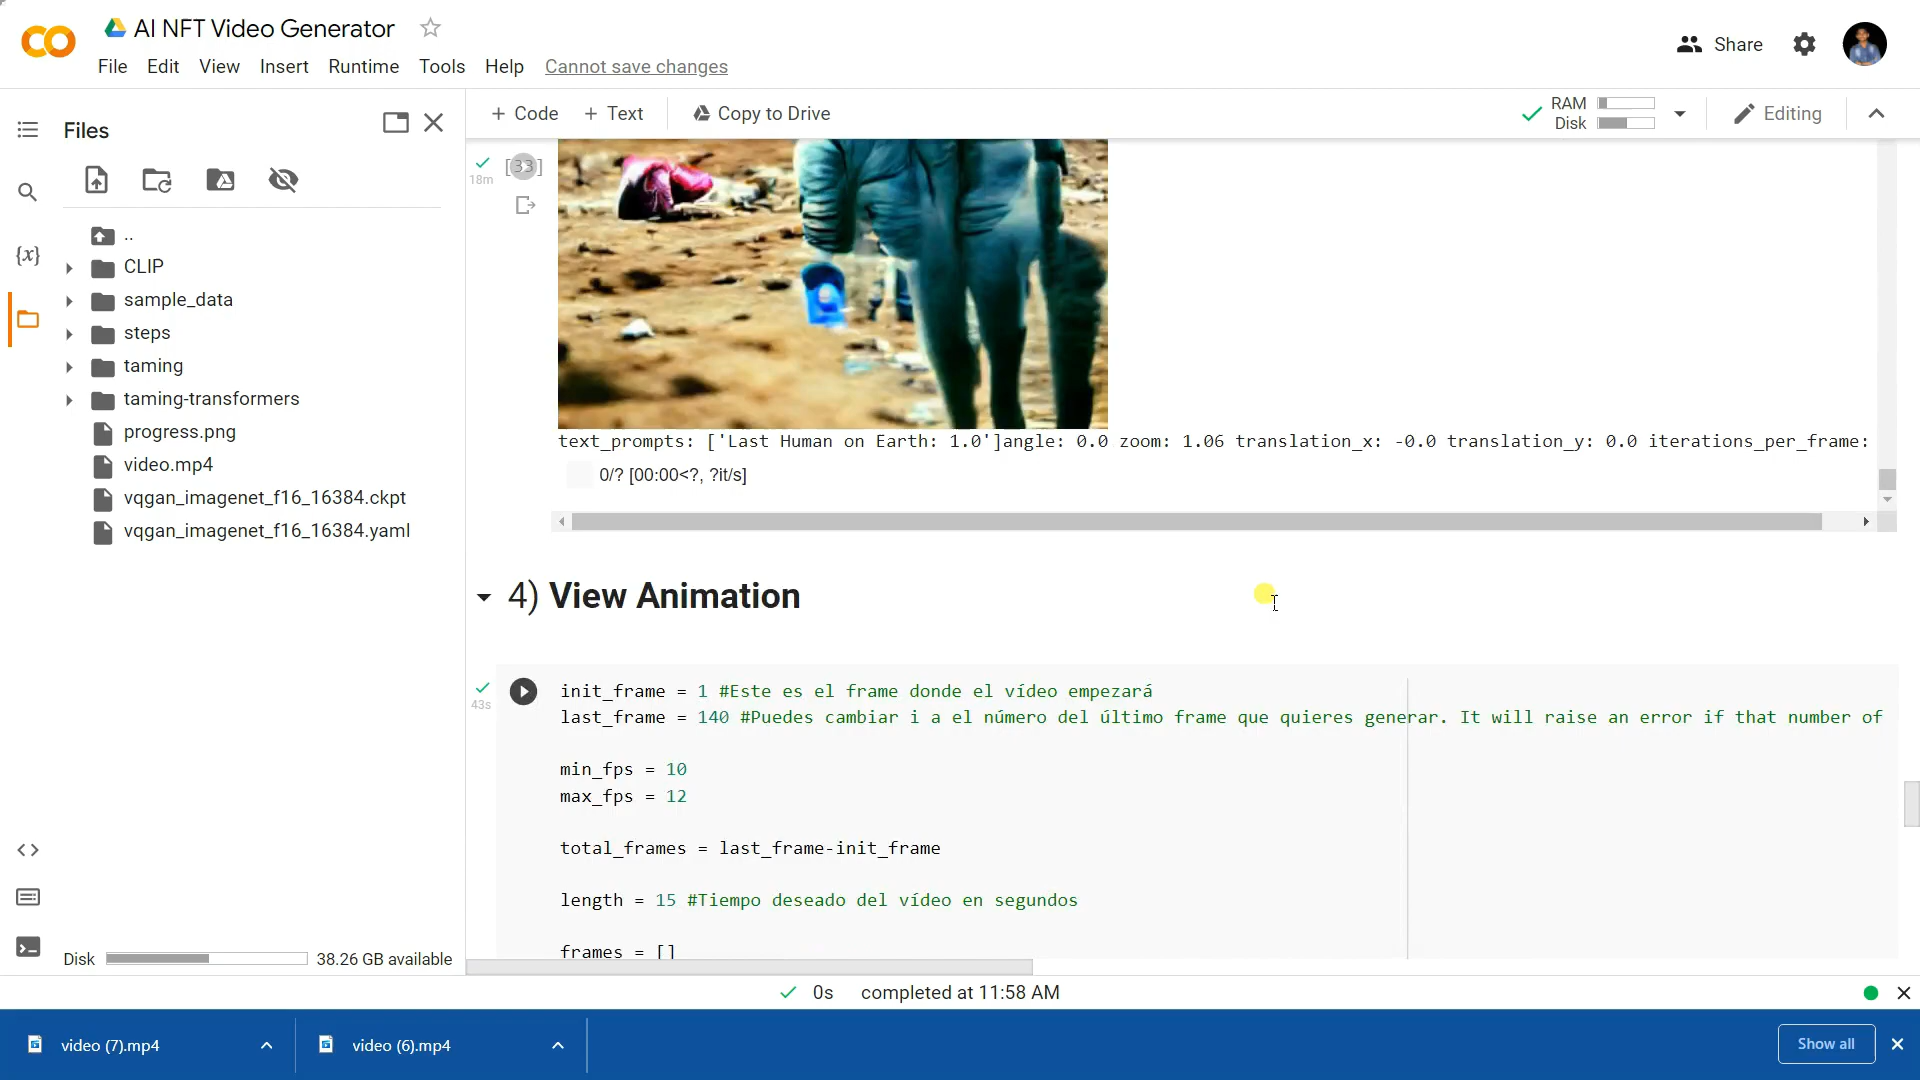 AI NFT Video Generator
File Edit View Insert Runtime Tools Help Cannot save changes
Share
Files
+ Code + Text Copy to Drive
RAM
Disk
Editing
..
CLIP
sample_data
steps
taming
taming-transformers
progress.png
video.mp4
vqgan_imagenet_f16_16384.ckpt
vqgan_imagenet_f16_16384.yaml
Disk 38.26 GB available
[33]
18m
text_prompts: ['Last Human on Earth: 1.0']angle: 0.0 zoom: 1.06 translation_x: -0.0 translation_y: 0.0 iterations_per_frame:
0/? [00:00<?, ?it/s]
4) View Animation
43s
init_frame = 1 #Este es el frame donde el vídeo empezará
last_frame = 140 #Puedes cambiar i a el número del último frame que quieres generar. It will raise an error if that number of
min_fps = 10
max_fps = 12
total_frames = last_frame-init_frame
length = 15 #Tiempo deseado del vídeo en segundos
frames = []
0s completed at 11:58 AM
video (7).mp4
video (6).mp4
Show all